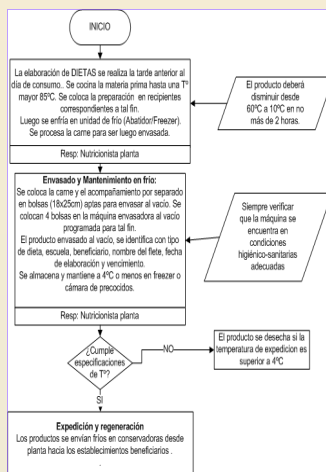 INICIO
La elaboración de DIETAS se realiza la tarde anterior al
día de consumo.. Se cocina la materia prima hasta una Tº
mayor 85ºC. Se coloca la preparación en recipientes
correspondientes a tal fin.
Luego se enfría en unidad de frío (Abatidor/Freezer).
Se procesa la carne para ser luego envasada.
Resp: Nutricionista planta
El producto deberá
disminuir desde
60ºC a 10ºC en no
más de 2 horas.
Envasado y Mantenimiento en frío:
Se coloca la carne y el acompañamiento por separado
en bolsas (18x25cm) aptas para envasar al vacío. Se
colocan 4 bolsas en la máquina envasadora al vacío
programada para tal fin.
El producto envasado al vacío, se identifica con tipo
de dieta, escuela, beneficiario, nombre del flete, fecha
de elaboración y vencimiento.
Se almacena y mantiene a 4ºC o menos en freezer o
cámara de precocidos.
Resp: Nutricionista planta
Siempre verificar
que la máquina se
encuentra en
condiciones
higiénico-sanitarias
adecuadas
¿Cumple
especificaciones
de Tº?
NO
El producto se desecha si la
temperatura de expedicion es
superior a 4ºC
SI
Expedición y regeneración
Los productos se envían fríos en conservadoras desde
planta hacia los establecimientos beneficiarios .
.